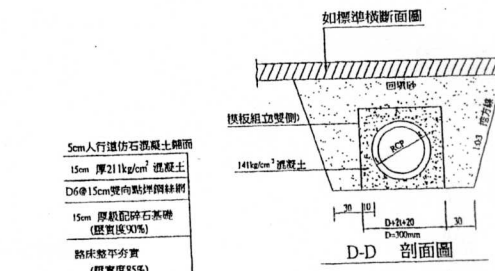 如標準橫斷面圖
回填砂
模板組立(雙側)
RCP
141kg/cm² 混凝土
30
10
D+2t+20
30
D=300mm
D-D 剖面圖
5cm人行道仿石混凝土鋪面
15cm 厚211kg/cm² 混凝土
D6@15cm雙向點焊鋼絲網
15cm 厚級配碎石基礎
(壓實度90%)
路床整平夯實
(壓實度85%)